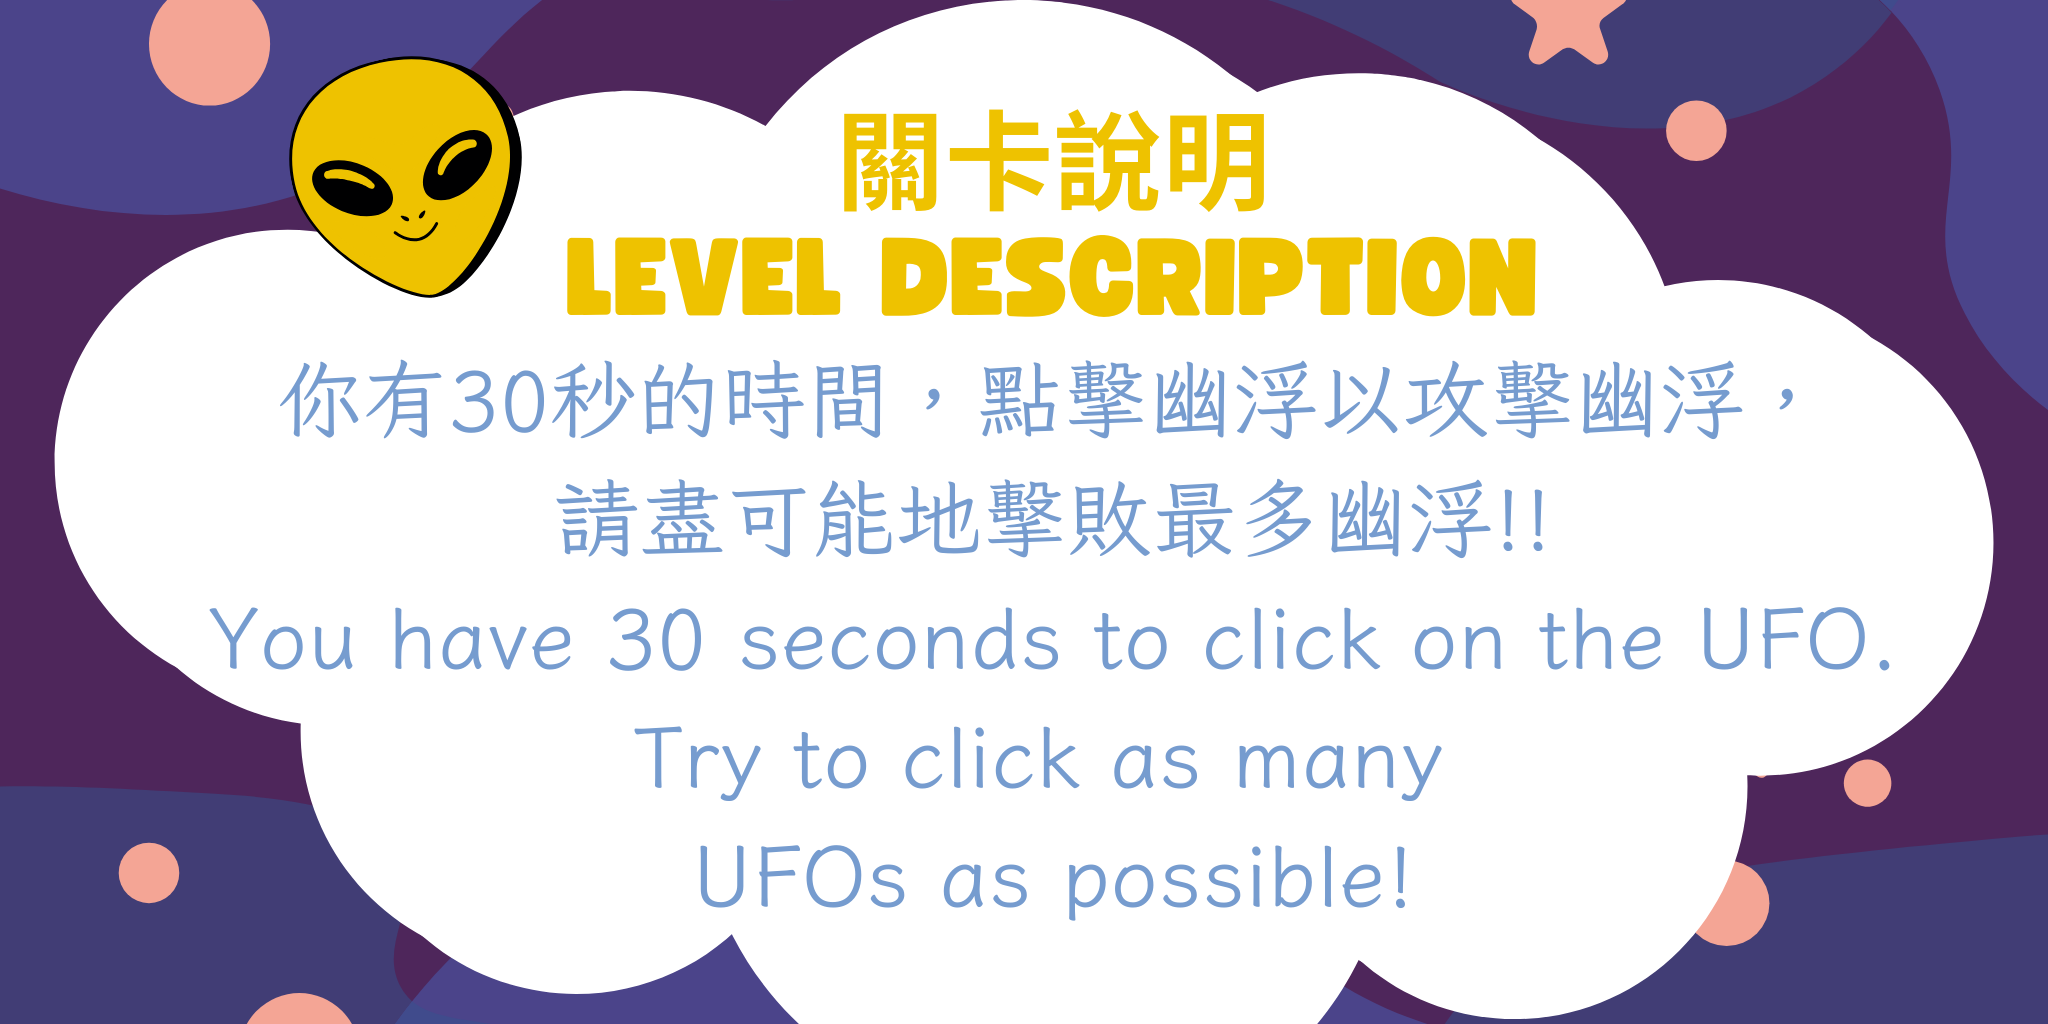 關卡說明
LEVEL DESCRIPTION
你有30秒的時間，點擊幽浮以攻擊幽浮，
請盡可能地擊敗最多幽浮!!
You have 30 seconds to click on the UFO.
Try to click as many
UFOs as possible!